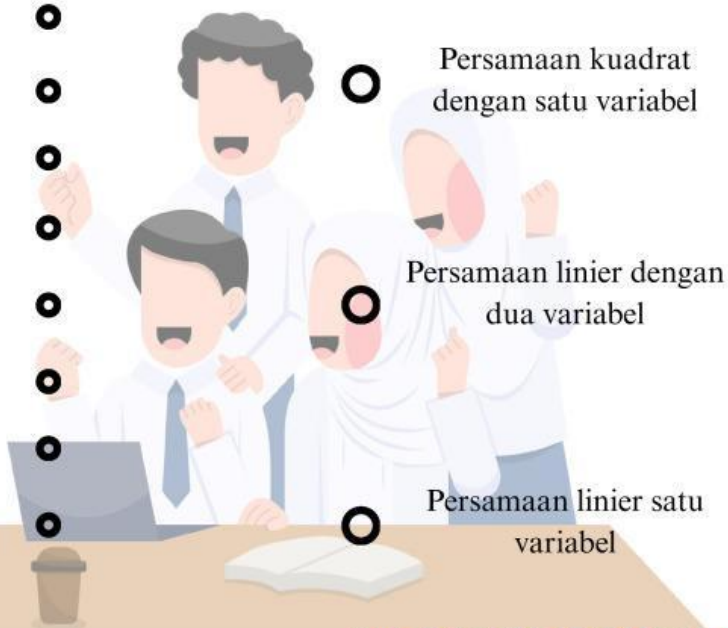 Persamaan kuadrat
dengan satu variabel
Persamaan linier dengan
dua variabel
Persamaan linier satu
variabel